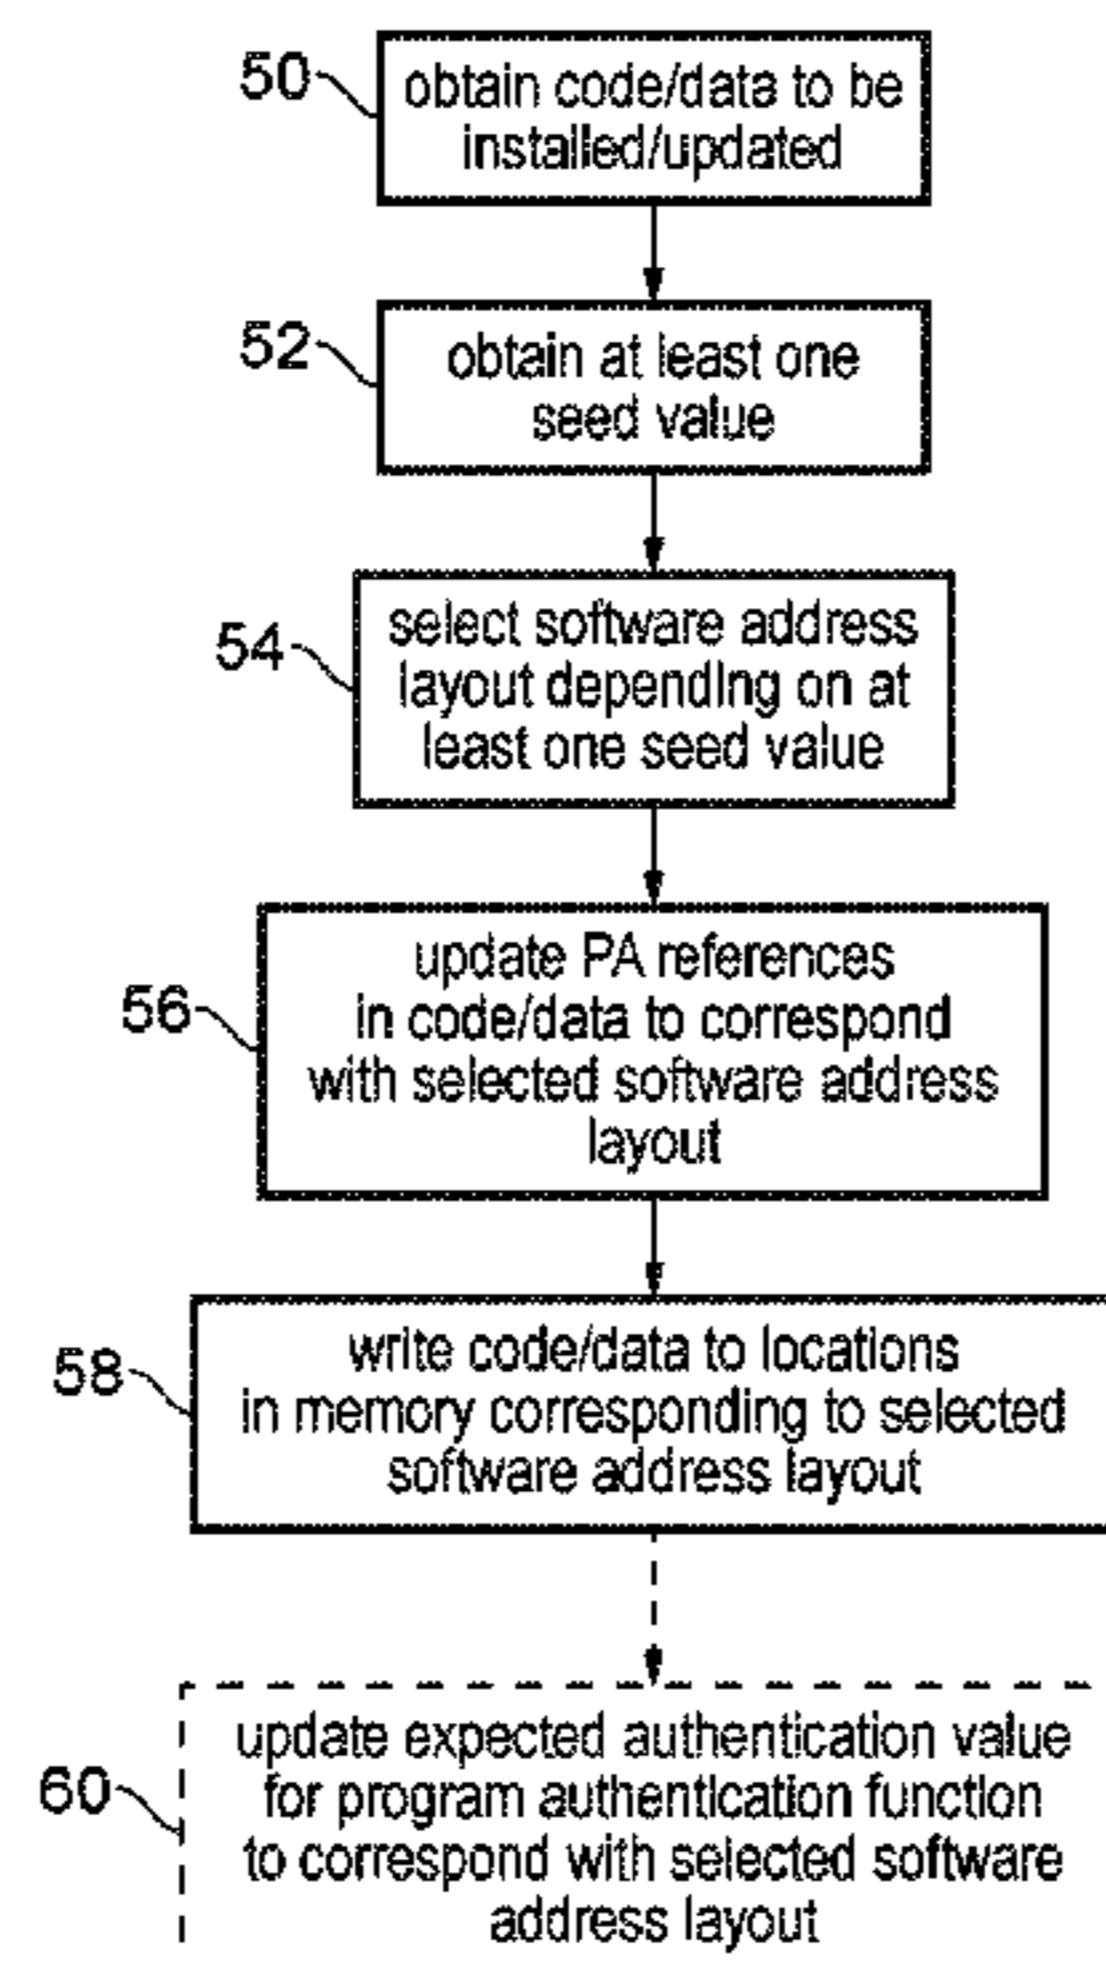 50
obtain code/data to be
installed/updated
52
obtain at least one
seed value
54
select software address
layout depending on at
least one seed value
56
update PA references
in code/data to correspond
with selected software address
layout
58
write code/data to locations
in memory corresponding to selected
software address layout
60
update expected authentication value
for program authentication function
to correspond with selected software
address layout